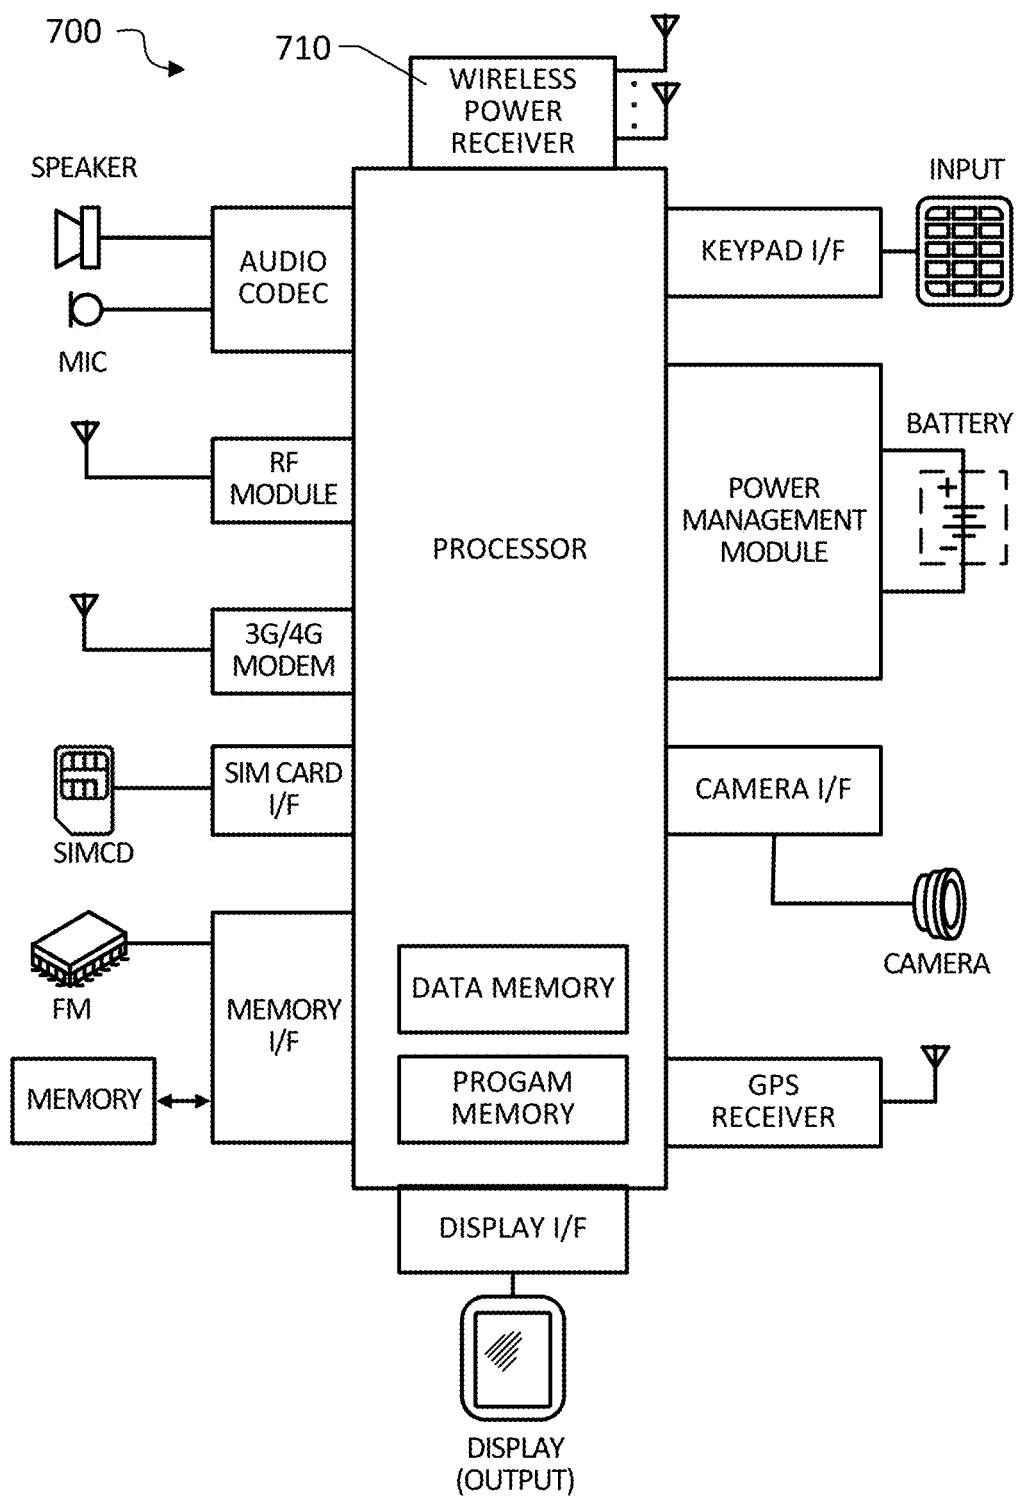 700
710
WIRELESS
POWER
RECEIVER
SPEAKER
AUDIO
CODEC
MIC
INPUT
KEYPAD I/F
RF
MODULE
PROCESSOR
POWER
MANAGEMENT
MODULE
BATTERY
+
-
3G/4G
MODEM
SIM CARD
I/F
SIMCD
CAMERA I/F
CAMERA
FM
MEMORY
I/F
MEMORY
DATA MEMORY
PROGAM
MEMORY
GPS
RECEIVER
DISPLAY I/F
DISPLAY
(OUTPUT)